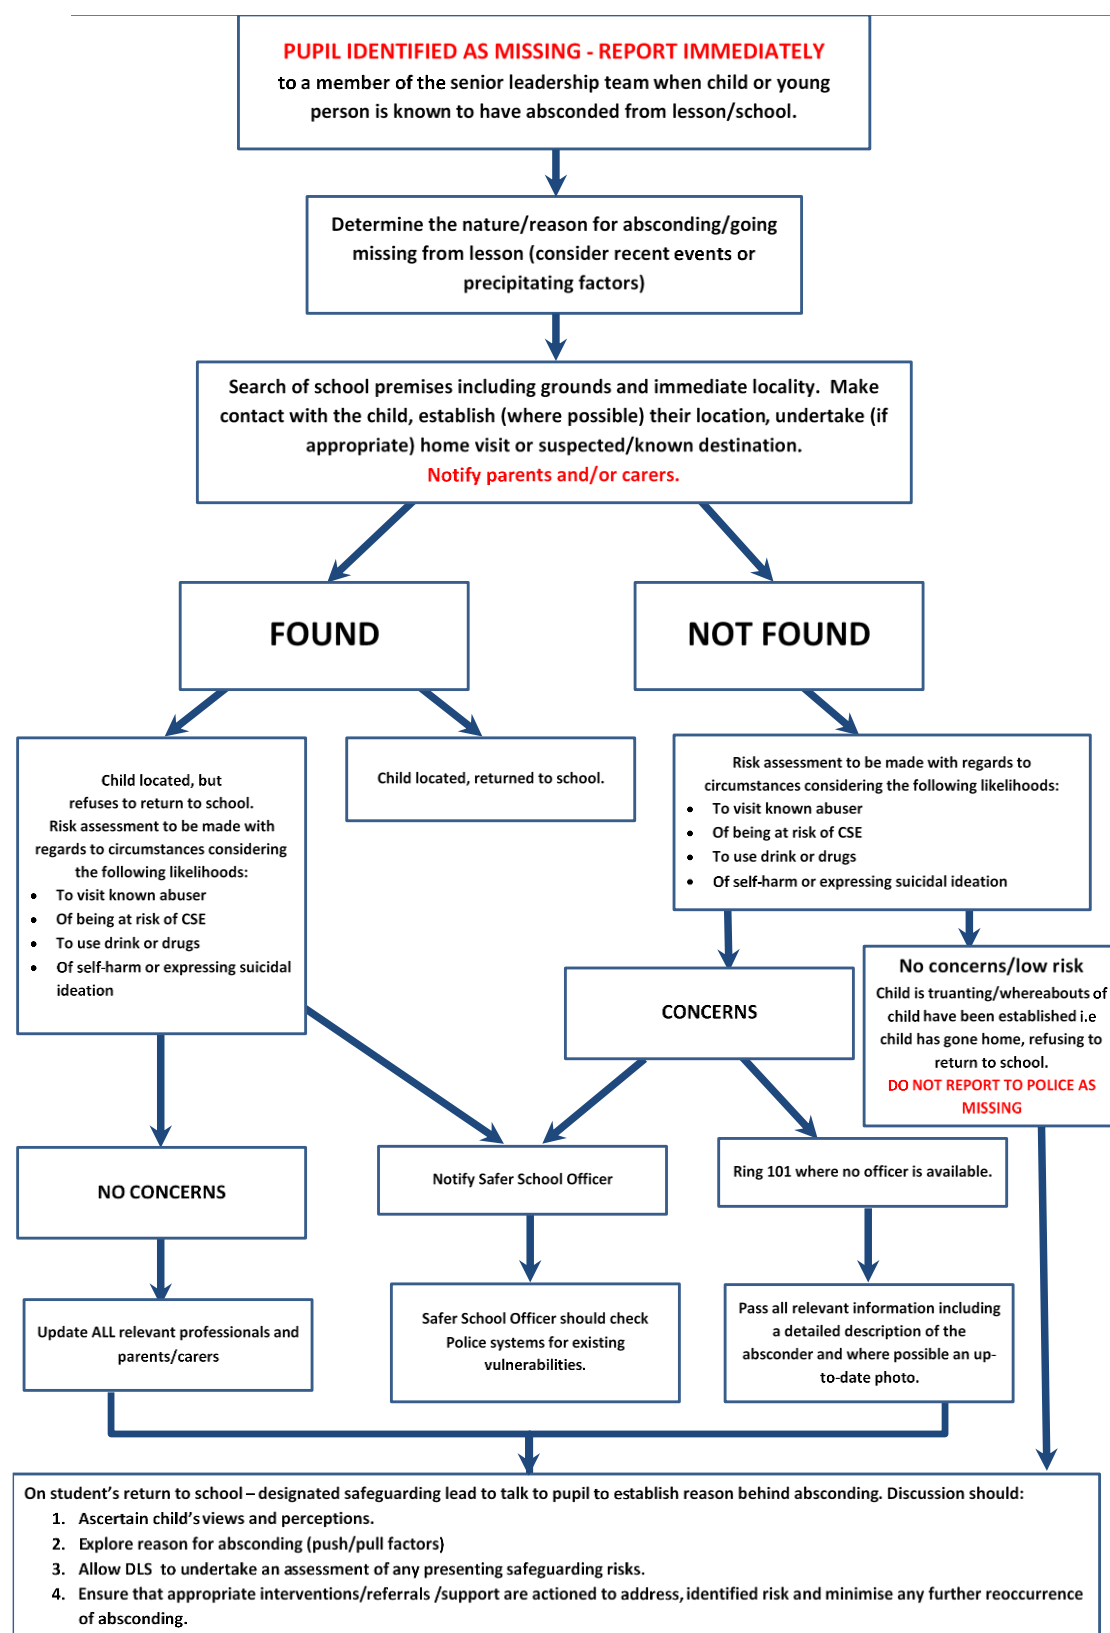 PUPIL IDENTIFIED AS MISSING - REPORT IMMEDIATELY
to a member of the senior leadership team when child or young
person is known to have absconded from lesson/school.
Determine the nature/reason for absconding/going
missing from lesson (consider recent events or
precipitating factors)
Search of school premises including grounds and immediate locality. Make
contact with the child, establish (where possible) their location, undertake (if
appropriate) home visit or suspected/known destination.
Notify parents and/or carers.
FOUND
NOT FOUND
Child located, but
refuses to return to school.
Risk assessment to be made with
regards to circumstances considering
the following likelihoods:
• To visit known abuser
• Of being at risk of CSE
• To use drink or drugs
• Of self-harm or expressing suicidal
ideation
Child located, returned to school.
Risk assessment to be made with regards to
circumstances considering the following likelihoods:
• To visit known abuser
• Of being at risk of CSE
• To use drink or drugs
• Of self-harm or expressing suicidal ideation
CONCERNS
No concerns/low risk
Child is truanting/whereabouts of
child have been established i.e
child has gone home, refusing to
return to school.
DO NOT REPORT TO POLICE AS
MISSING
NO CONCERNS
Notify Safer School Officer
Ring 101 where no officer is available.
Update ALL relevant professionals and
parents/carers
Safer School Officer should check
Police systems for existing
vulnerabilities.
Pass all relevant information including
a detailed description of the
absconder and where possible an up-
to-date photo.
On student's return to school – designated safeguarding lead to talk to pupil to establish reason behind absconding. Discussion should:
1. Ascertain child's views and perceptions.
2. Explore reason for absconding (push/pull factors)
3. Allow DLS to undertake an assessment of any presenting safeguarding risks.
4. Ensure that appropriate interventions/referrals /support are actioned to address, identified risk and minimise any further reoccurrence
of absconding.